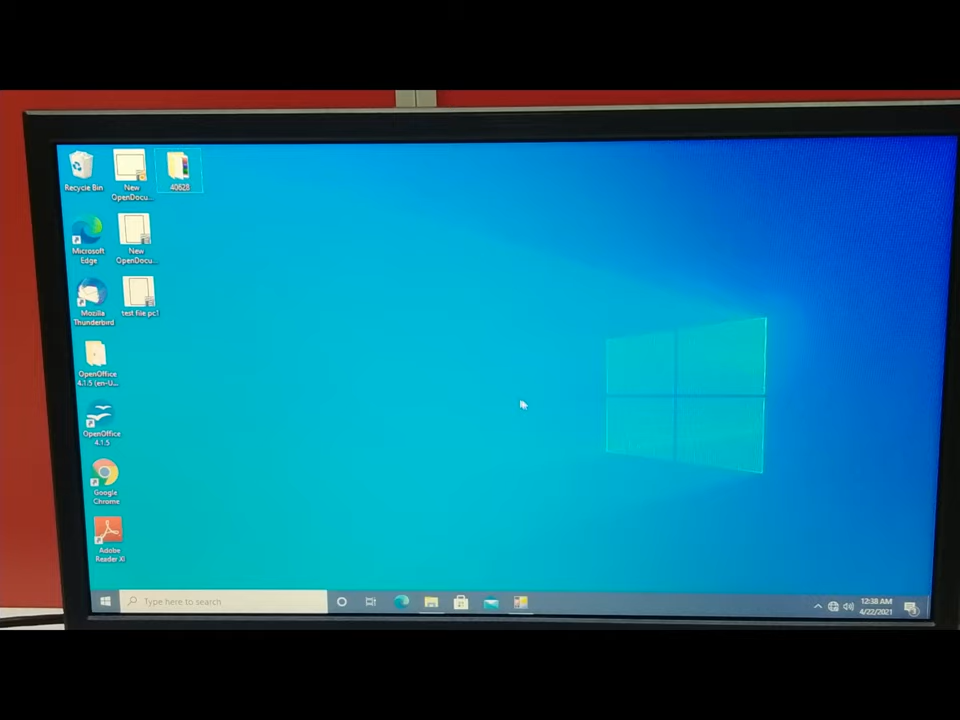 Recycle Bin
New
OpenDocu...
40628
Microsoft
Edge
New
OpenDocu...
Mozilla
Thunderbird
test file pc1
OpenOffice
4.1.5 (en-U...
OpenOffice
4.1.5
Google
Chrome
Adobe
Reader XI
Type here to search
12:38 AM
4/22/2021
3